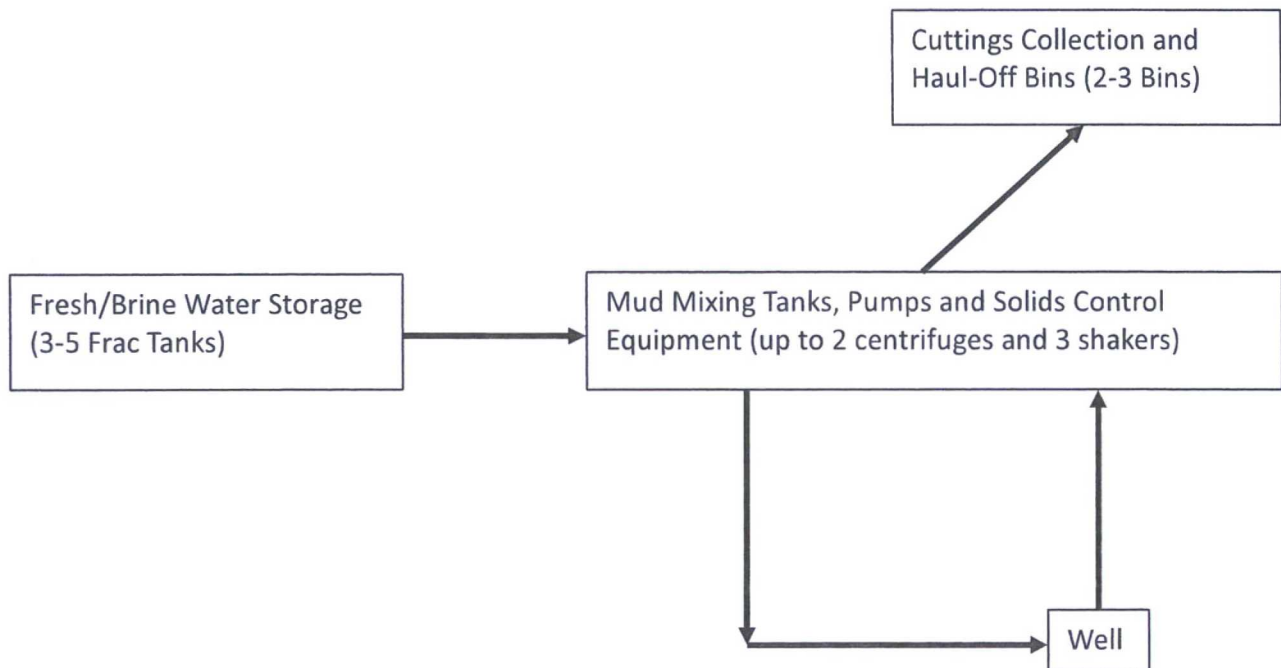 Cuttings Collection and
Haul-Off Bins (2-3 Bins)
Fresh/Brine Water Storage
(3-5 Frac Tanks)
Mud Mixing Tanks, Pumps and Solids Control
Equipment (up to 2 centrifuges and 3 shakers)
Well